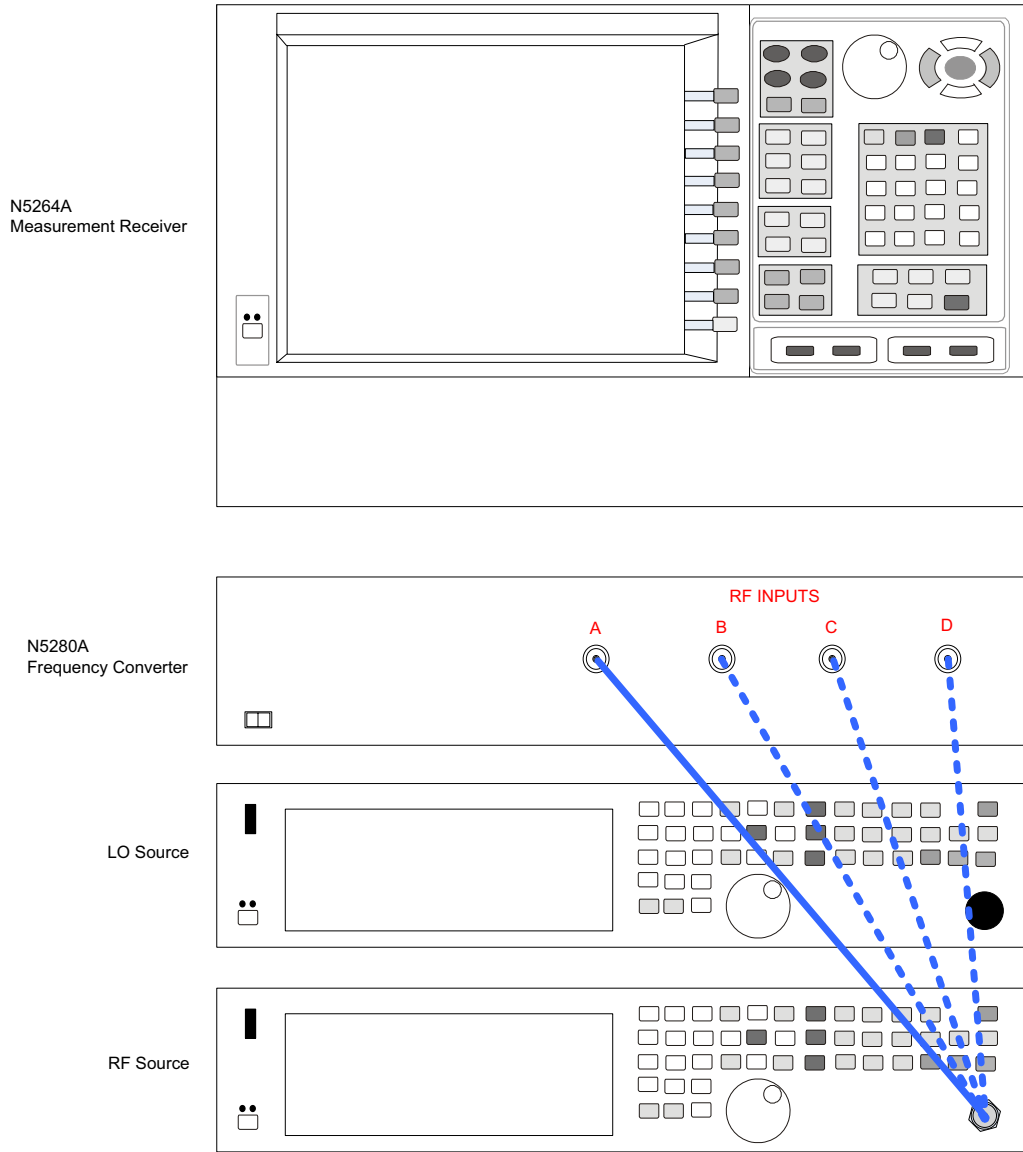 N5264A
Measurement Receiver
RF INPUTS
A B C D
N5280A
Frequency Converter
LO Source
RF Source